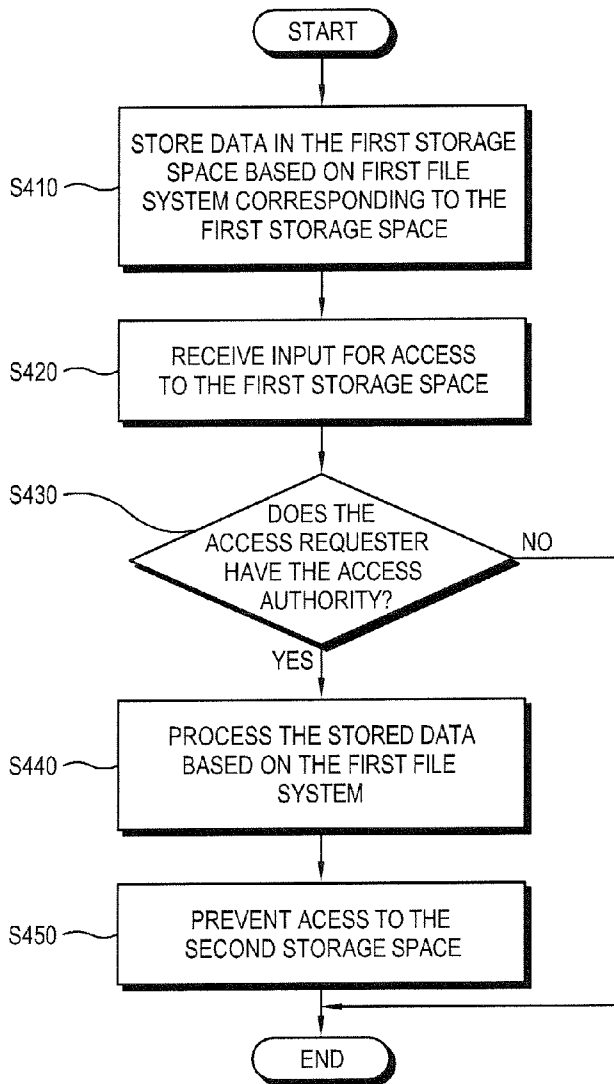 START
STORE DATA IN THE FIRST STORAGE
SPACE BASED ON FIRST FILE
SYSTEM CORRESPONDING TO THE
FIRST STORAGE SPACE
S410
RECEIVE INPUT FOR ACCESS
TO THE FIRST STORAGE SPACE
S420
S430
DOES THE
ACCESS REQUESTER
HAVE THE ACCESS
AUTHORITY?
NO
YES
PROCESS THE STORED DATA
BASED ON THE FIRST FILE
SYSTEM
S440
PREVENT ACESS TO THE
SECOND STORAGE SPACE
S450
END